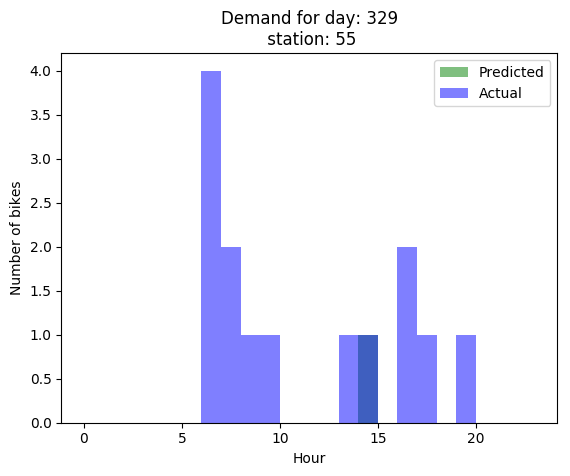 Demand for day: 329
station: 55
Predicted
Actual
4.0
3.5
3.0
2.5
2.0
1.5
1.0
0.5
0.0
Number of bikes
0 5 10 15 20
Hour